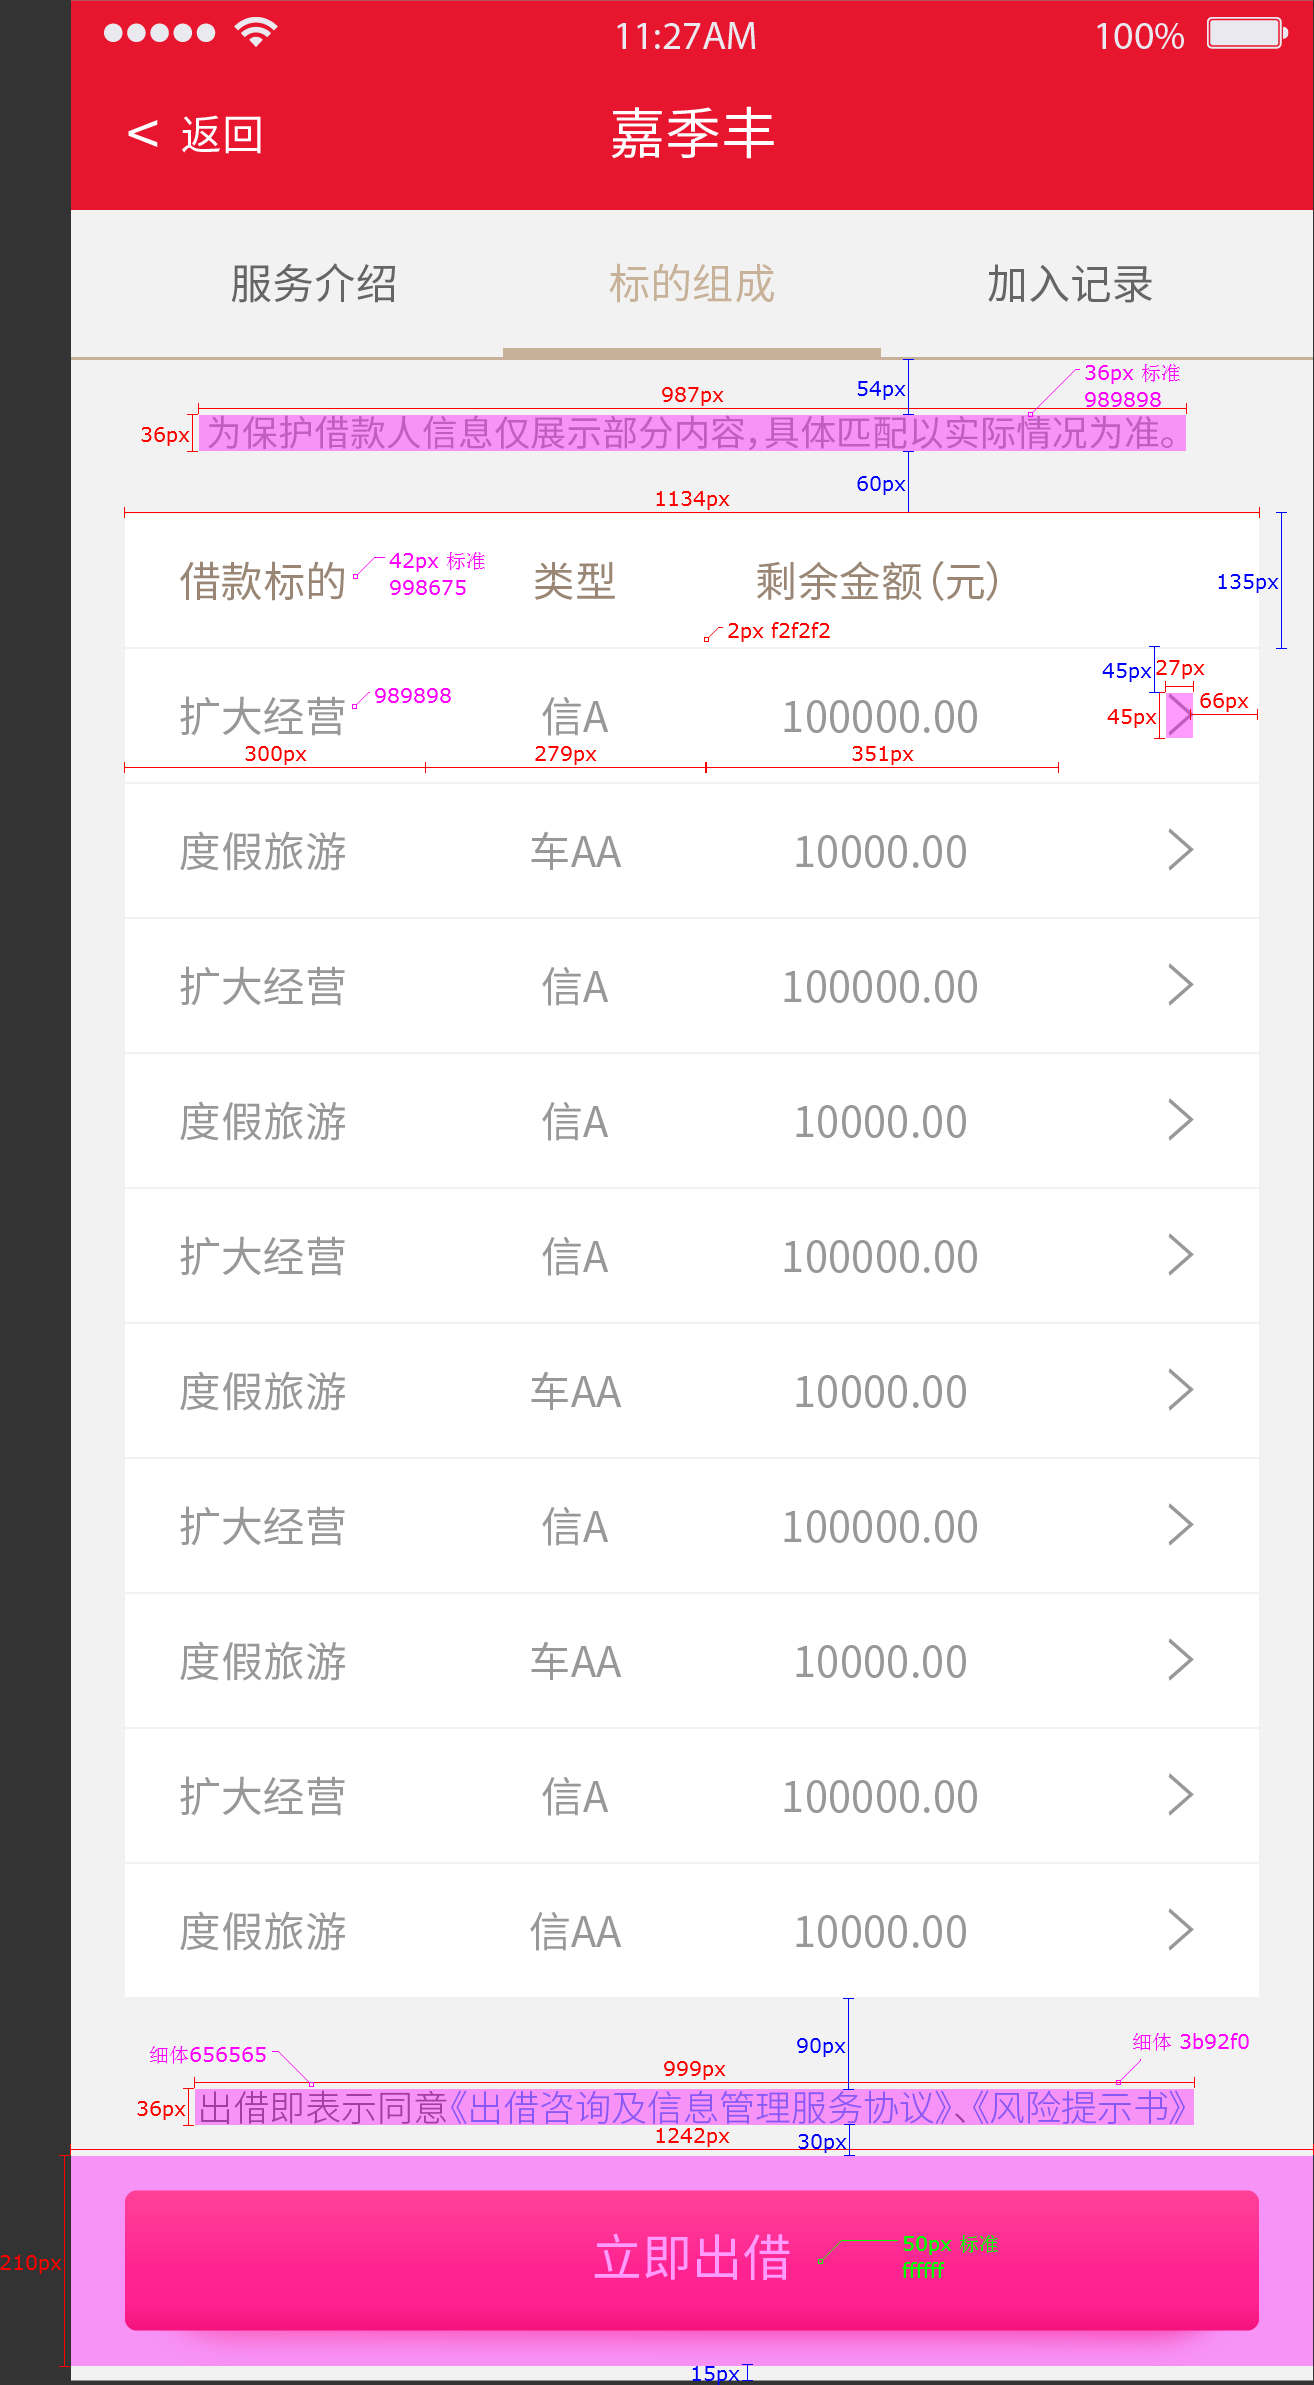 11:27AM 100%
< 返回 嘉季丰
服务介绍 标的组成 加入记录
54px 36px 标准
989898
987px
36px 为保护借款人信息仅展示部分内容，具体匹配以实际情况为准。
60px
1134px
借款标的 42px 标准 类型 剩余金额（元） 135px
998675
2px f2f2f2
45px 27px
扩大经营 989898 信A 100000.00 45px 66px
300px 279px 351px
度假旅游 车AA 10000.00 >
扩大经营 信A 100000.00 >
度假旅游 信A 10000.00 >
扩大经营 信A 100000.00 >
度假旅游 车AA 10000.00 >
扩大经营 信A 100000.00 >
度假旅游 车AA 10000.00 >
扩大经营 信A 100000.00 >
度假旅游 信AA 10000.00 >
90px
细体656565 细体 3b92f0
999px
36px 出借即表示同意《出借咨询及信息管理服务协议》、《风险提示书》
1242px 30px
210px 立即出借 50px 标准
ffffff
15px